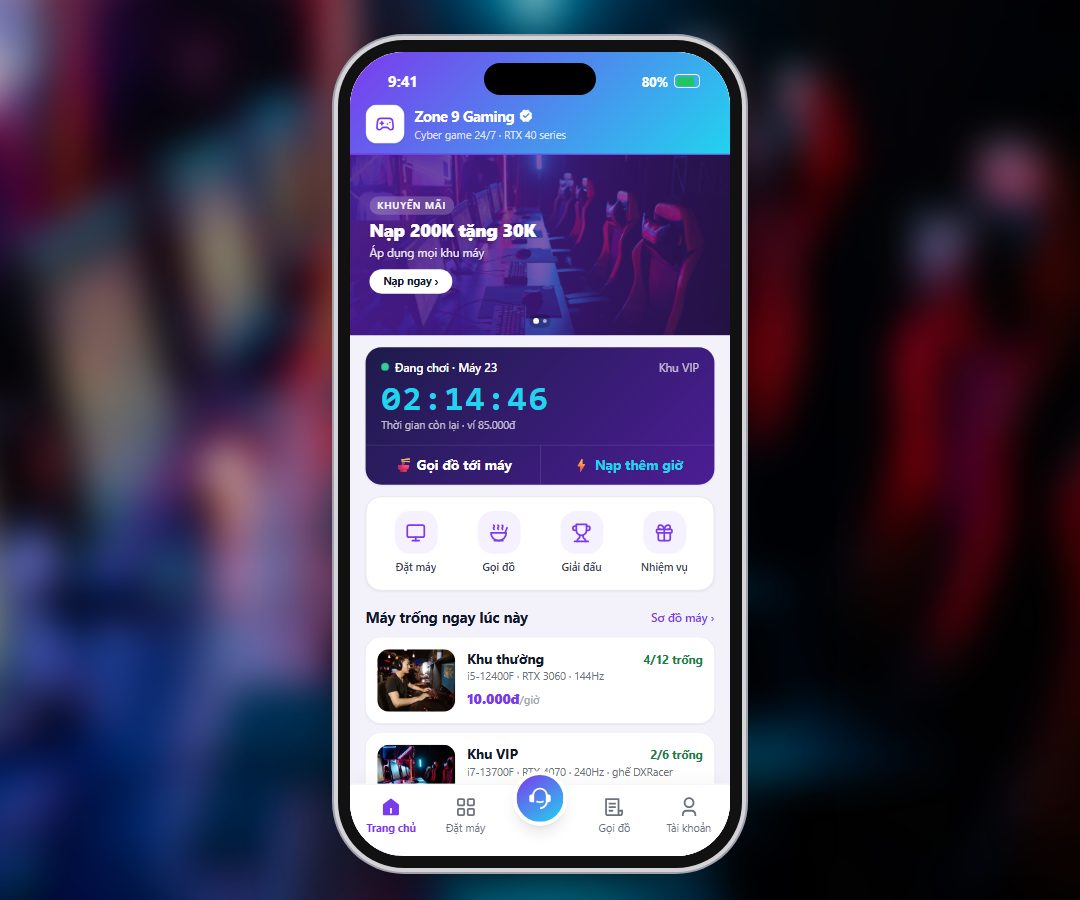 9:41
80%
Zone 9 Gaming
Cyber game 24/7 · RTX 40 series
KHUYẾN MÃI
Nạp 200K tặng 30K
Áp dụng mọi khu máy
Nạp ngay ›
Đang chơi · Máy 23
Khu VIP
02:14:46
Thời gian còn lại · ví 85.000đ
Gọi đồ tới máy
Nạp thêm giờ
Đặt máy
Gọi đồ
Giải đấu
Nhiệm vụ
Máy trống ngay lúc này
Sơ đồ máy ›
Khu thường
4/12 trống
i5-12400F · RTX 3060 · 144Hz
10.000đ/giờ
Khu VIP
2/6 trống
i7-13700F · RTX 4070 · 240Hz · ghế DXRacer
Trang chủ
Đặt máy
Gọi đồ
Tài khoản